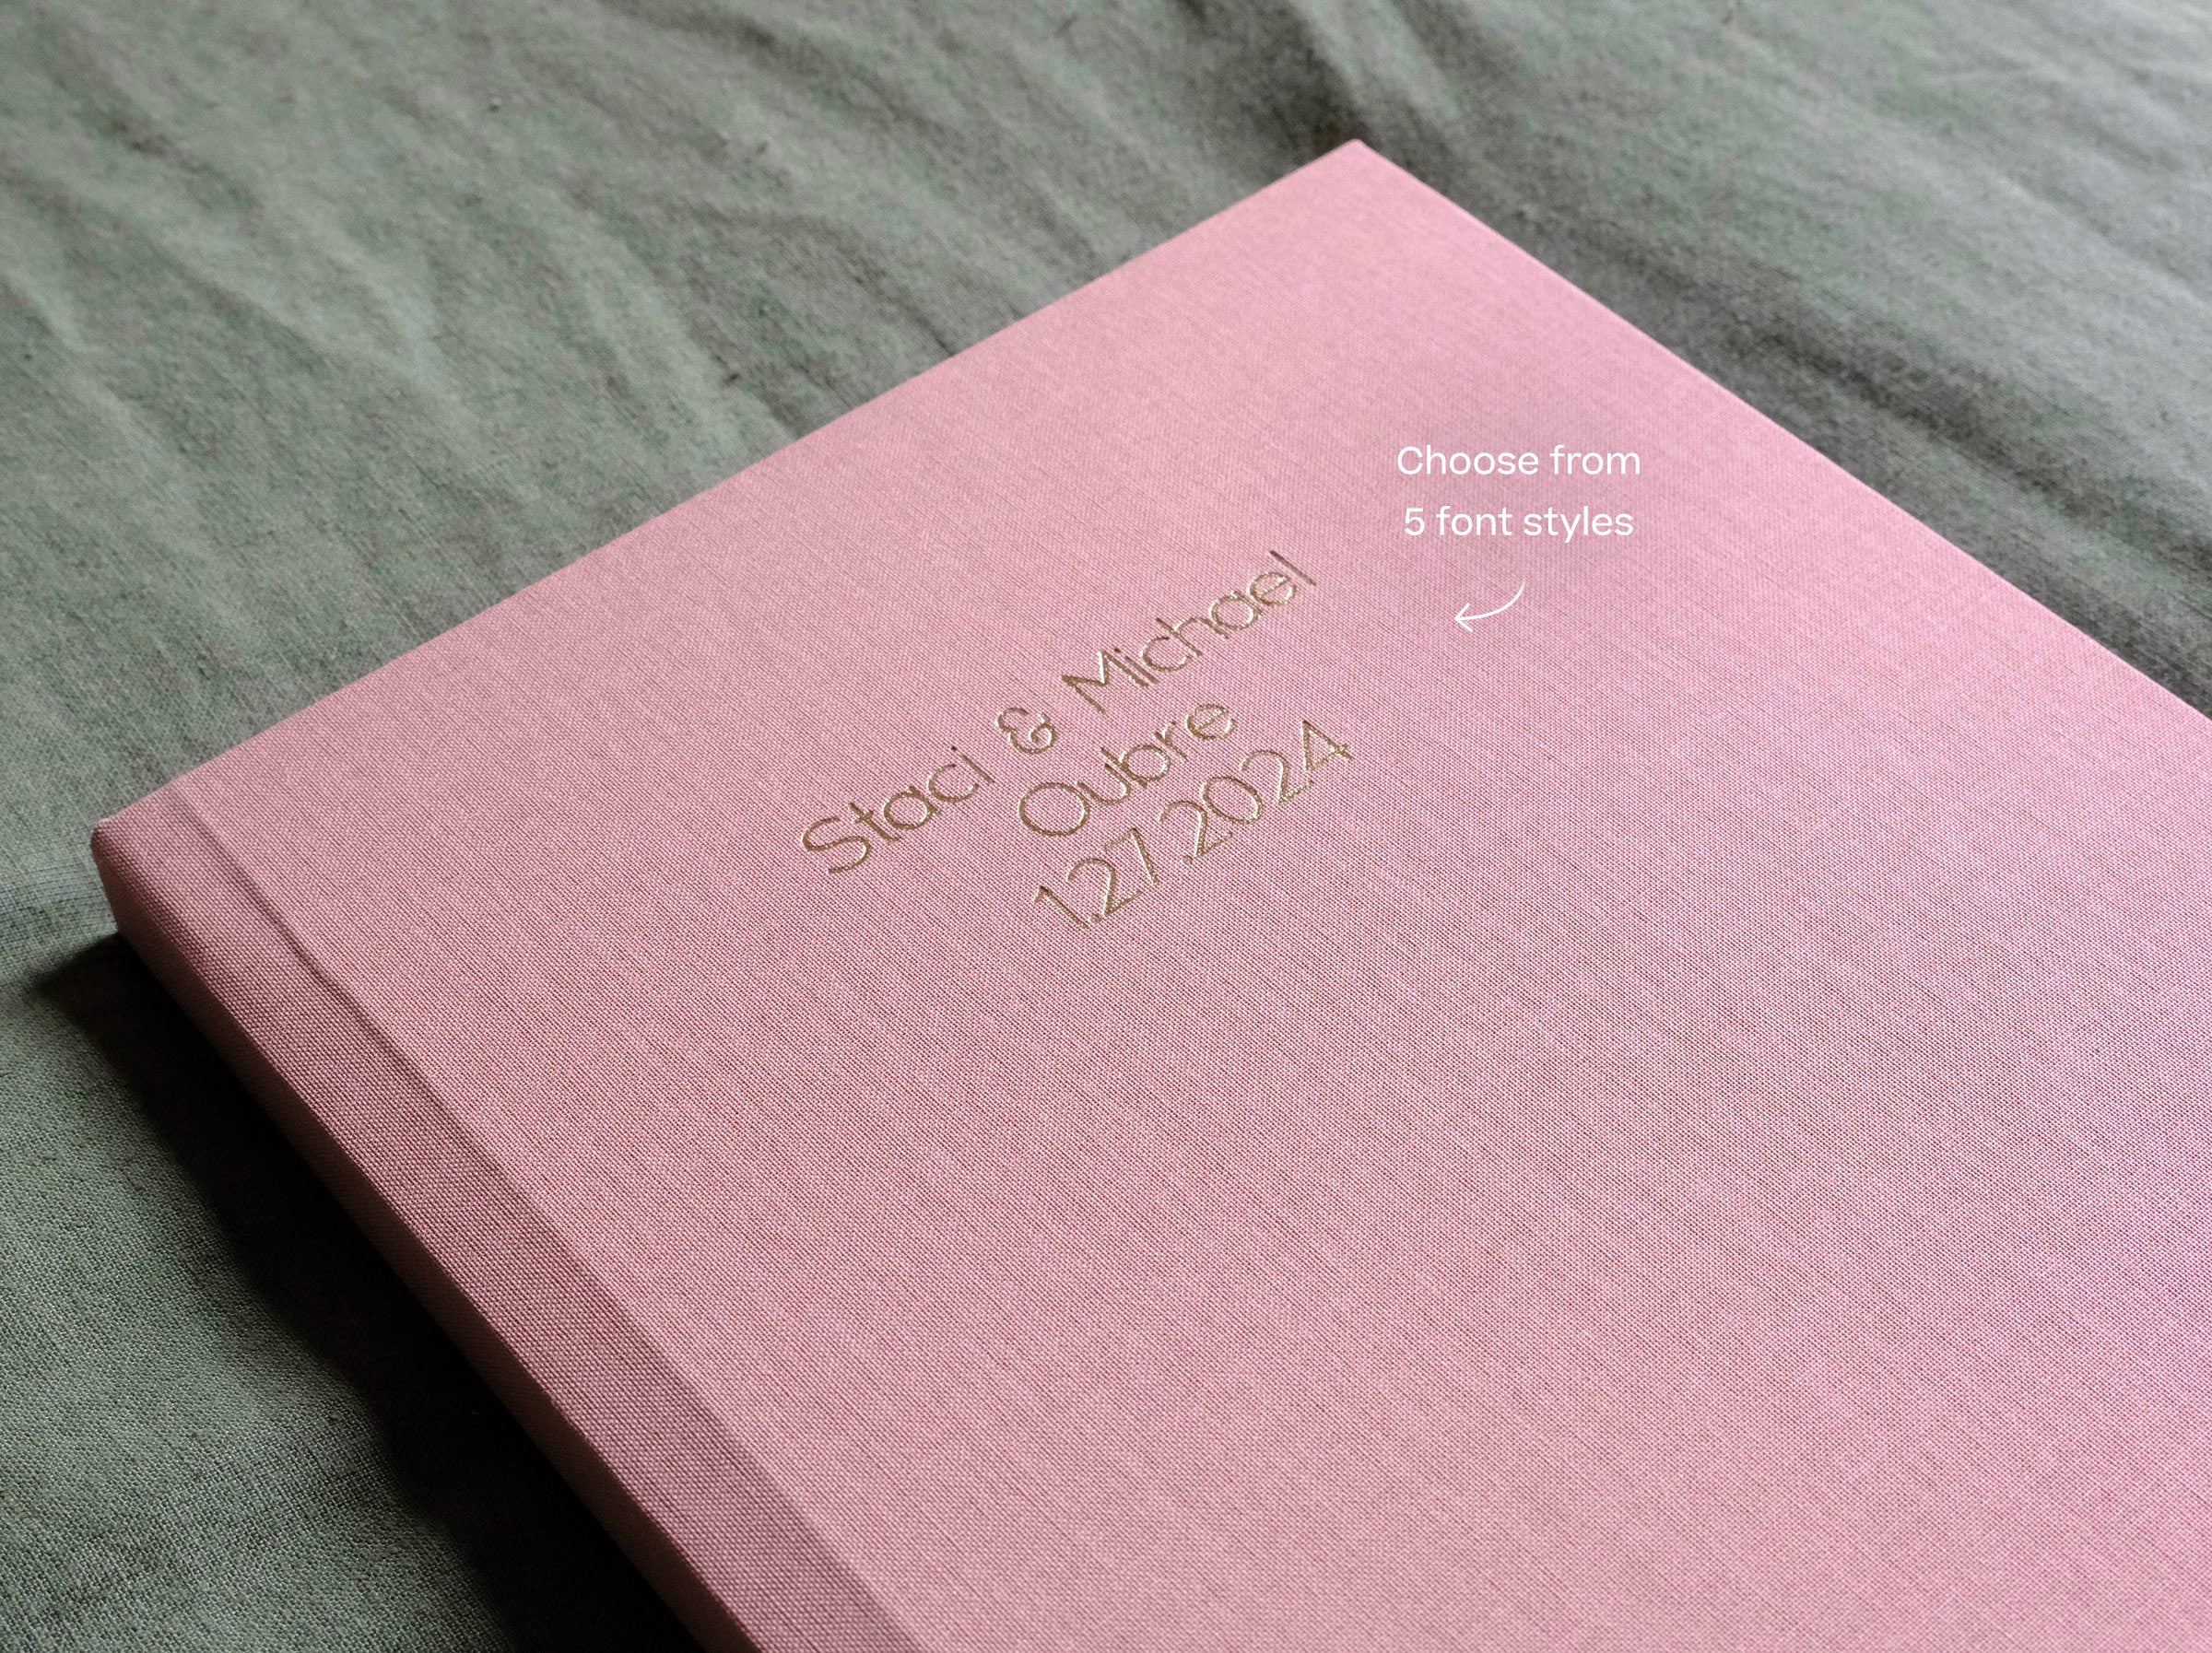 Choose from
5 font styles
Staci & Michael
Oubre
1.27.2024